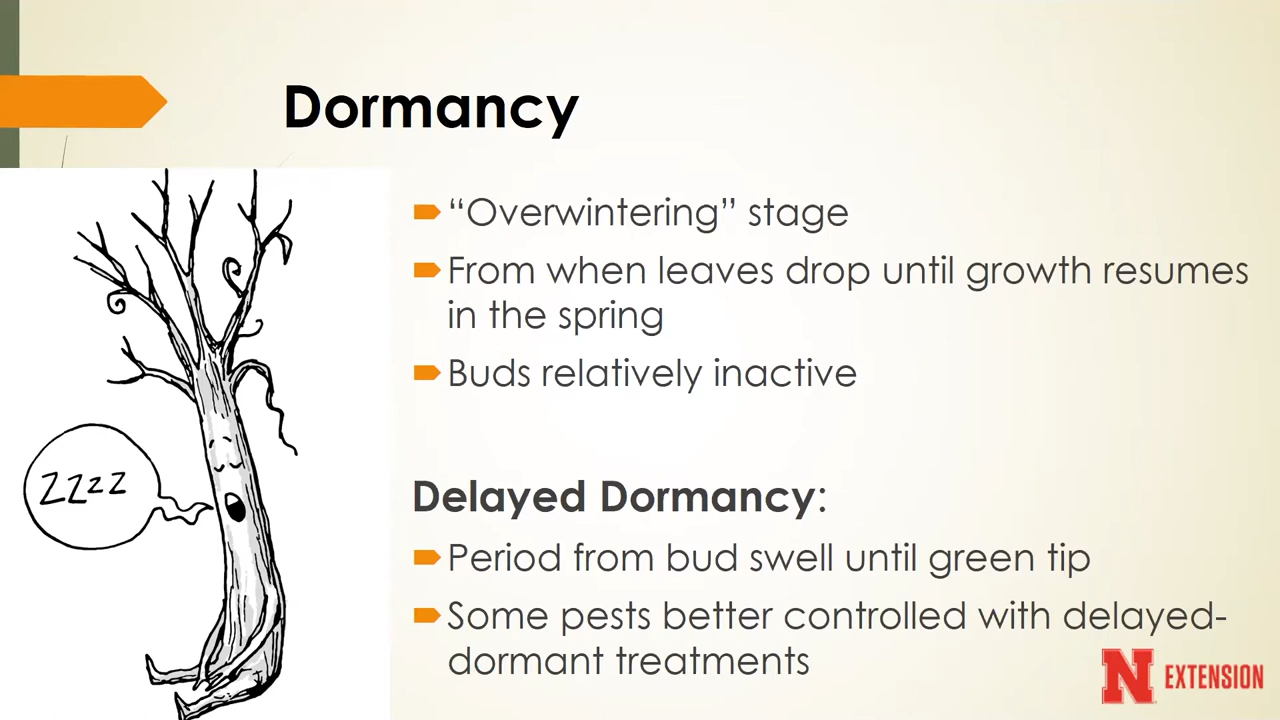 Dormancy
“Overwintering” stage
From when leaves drop until growth resumes
in the spring
Buds relatively inactive
ZZzz
Delayed Dormancy:
Period from bud swell until green tip
Some pests better controlled with delayed-
dormant treatments
N EXTENSION